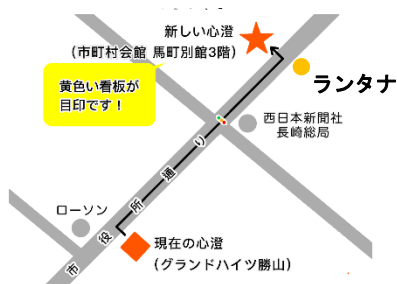 新しい心澄
(市町村会館 馬町別館3階)
黄色い看板が
目印です！
ランタナ
西日本新聞社
長崎総局
市役所通り
ローソン
現在の心澄
(グランドハイツ勝山)